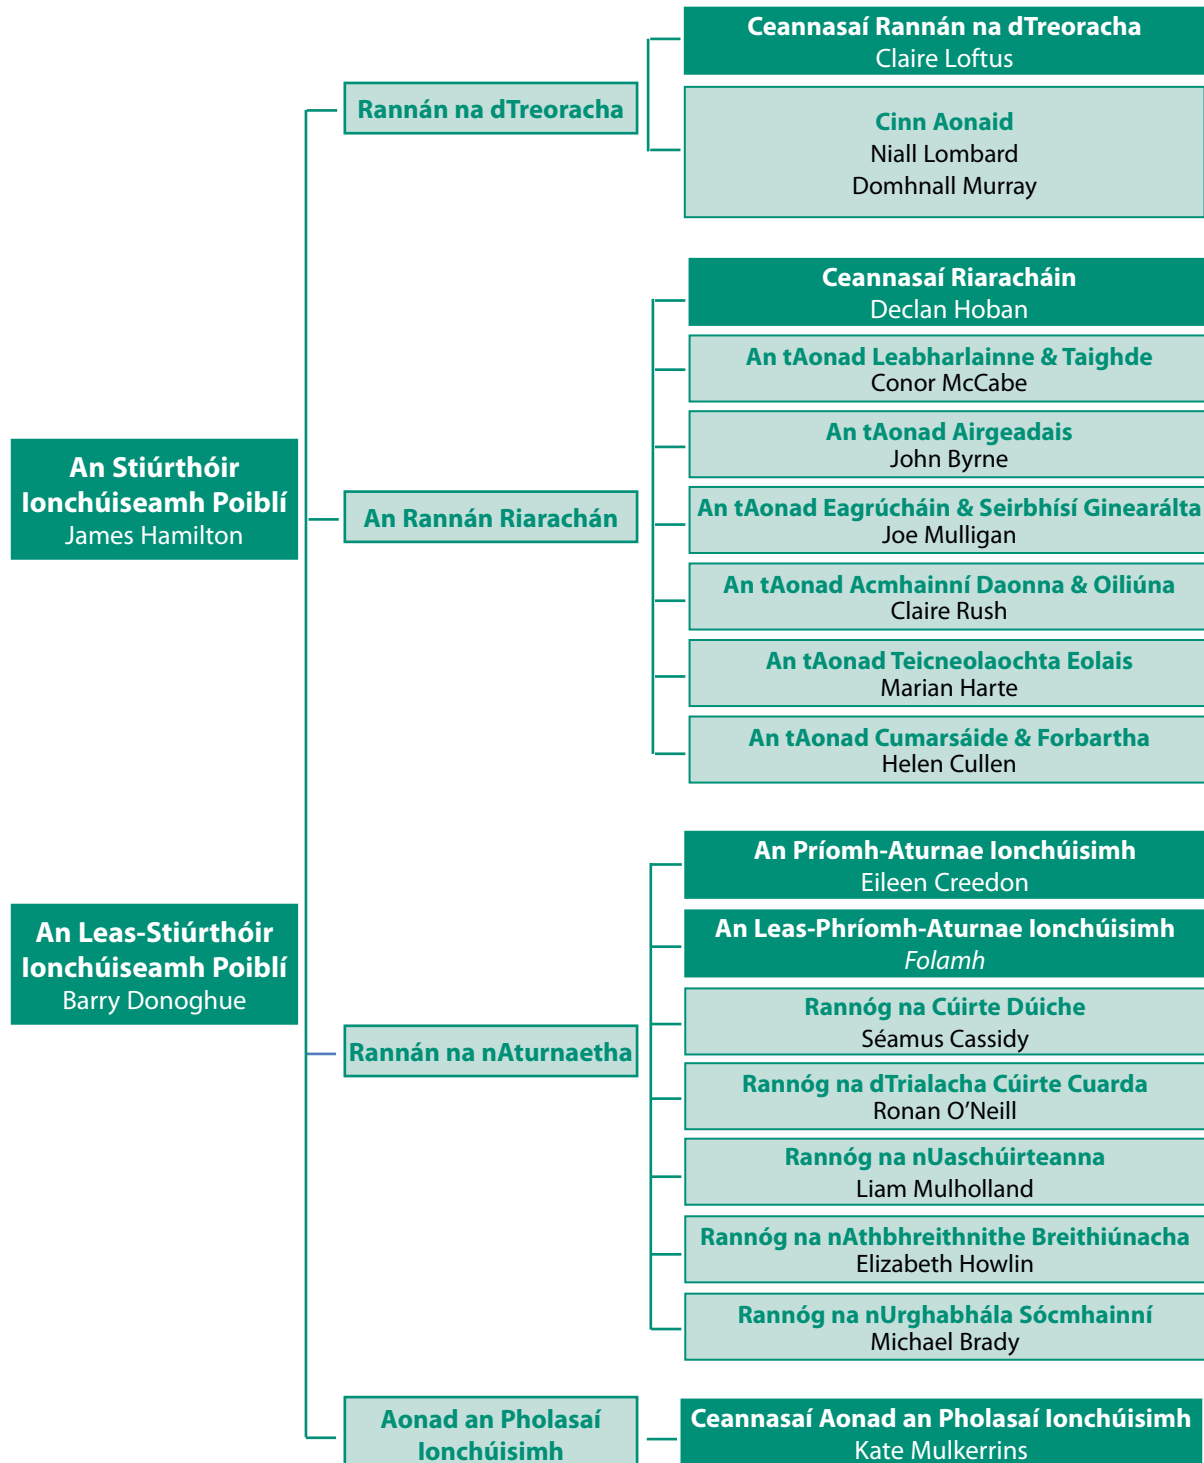 An Stiúrthóir
Ionchúiseamh Poiblí
James Hamilton
An Leas-Stiúrthóir
Ionchúiseamh Poiblí
Barry Donoghue
Rannán na dTreoracha
Ceannasaí Rannán na dTreoracha
Claire Loftus
Cinn Aonaid
Niall Lombard
Domhnall Murray
An Rannán Riarachán
Ceannasaí Riaracháin
Declan Hoban
An tAonad Leabharlainne & Taighde
Conor McCabe
An tAonad Airgeadais
John Byrne
An tAonad Eagrúcháin & Seirbhísí Ginearálta
Joe Mulligan
An tAonad Acmhainní Daonna & Oiliúna
Claire Rush
An tAonad Teicneolaochta Eolais
Marian Harte
An tAonad Cumarsáide & Forbartha
Helen Cullen
Rannán na nAturnaetha
An Príomh-Aturnae Ionchúisimh
Eileen Creedon
An Leas-Phríomh-Aturnae Ionchúisimh
Folamh
Rannóg na Cúirte Dúiche
Séamus Cassidy
Rannóg na dTrialacha Cúirte Cuarda
Ronan O’Neill
Rannóg na nUaschúirteanna
Liam Mulholland
Rannóg na nAthbhreithnithe Breithiúnacha
Elizabeth Howlin
Rannóg na nUrghabhála Sócmhainní
Michael Brady
Aonad an Pholasaí
Ionchúisimh
Ceannasaí Aonad an Pholasaí Ionchúisimh
Kate Mulkerrins